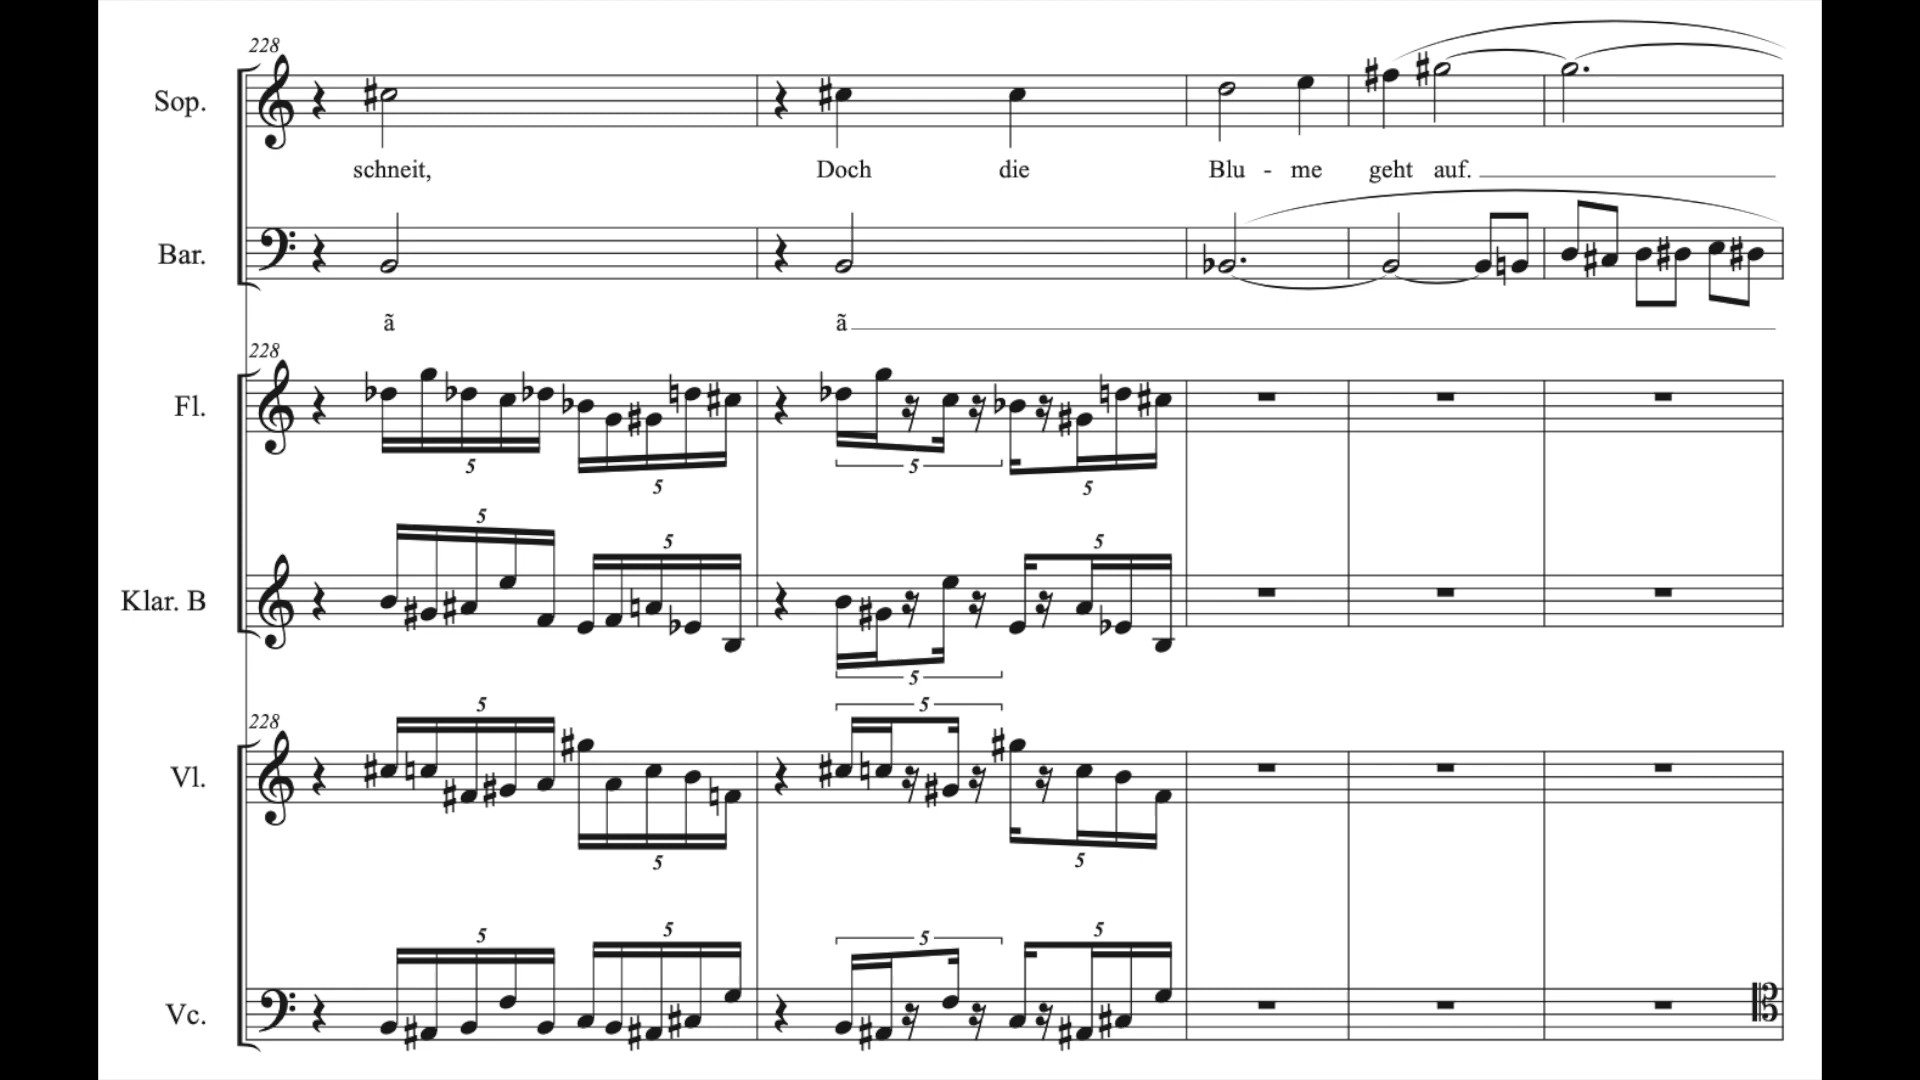 228
Sop.
schneit, Doch die Blu - me geht auf.
Bar.
ã ã
228
Fl.
5 5 5 5
Klar. B
5 5 5 5
228
Vl.
5 5 5 5
Vc.
5 5 5 5